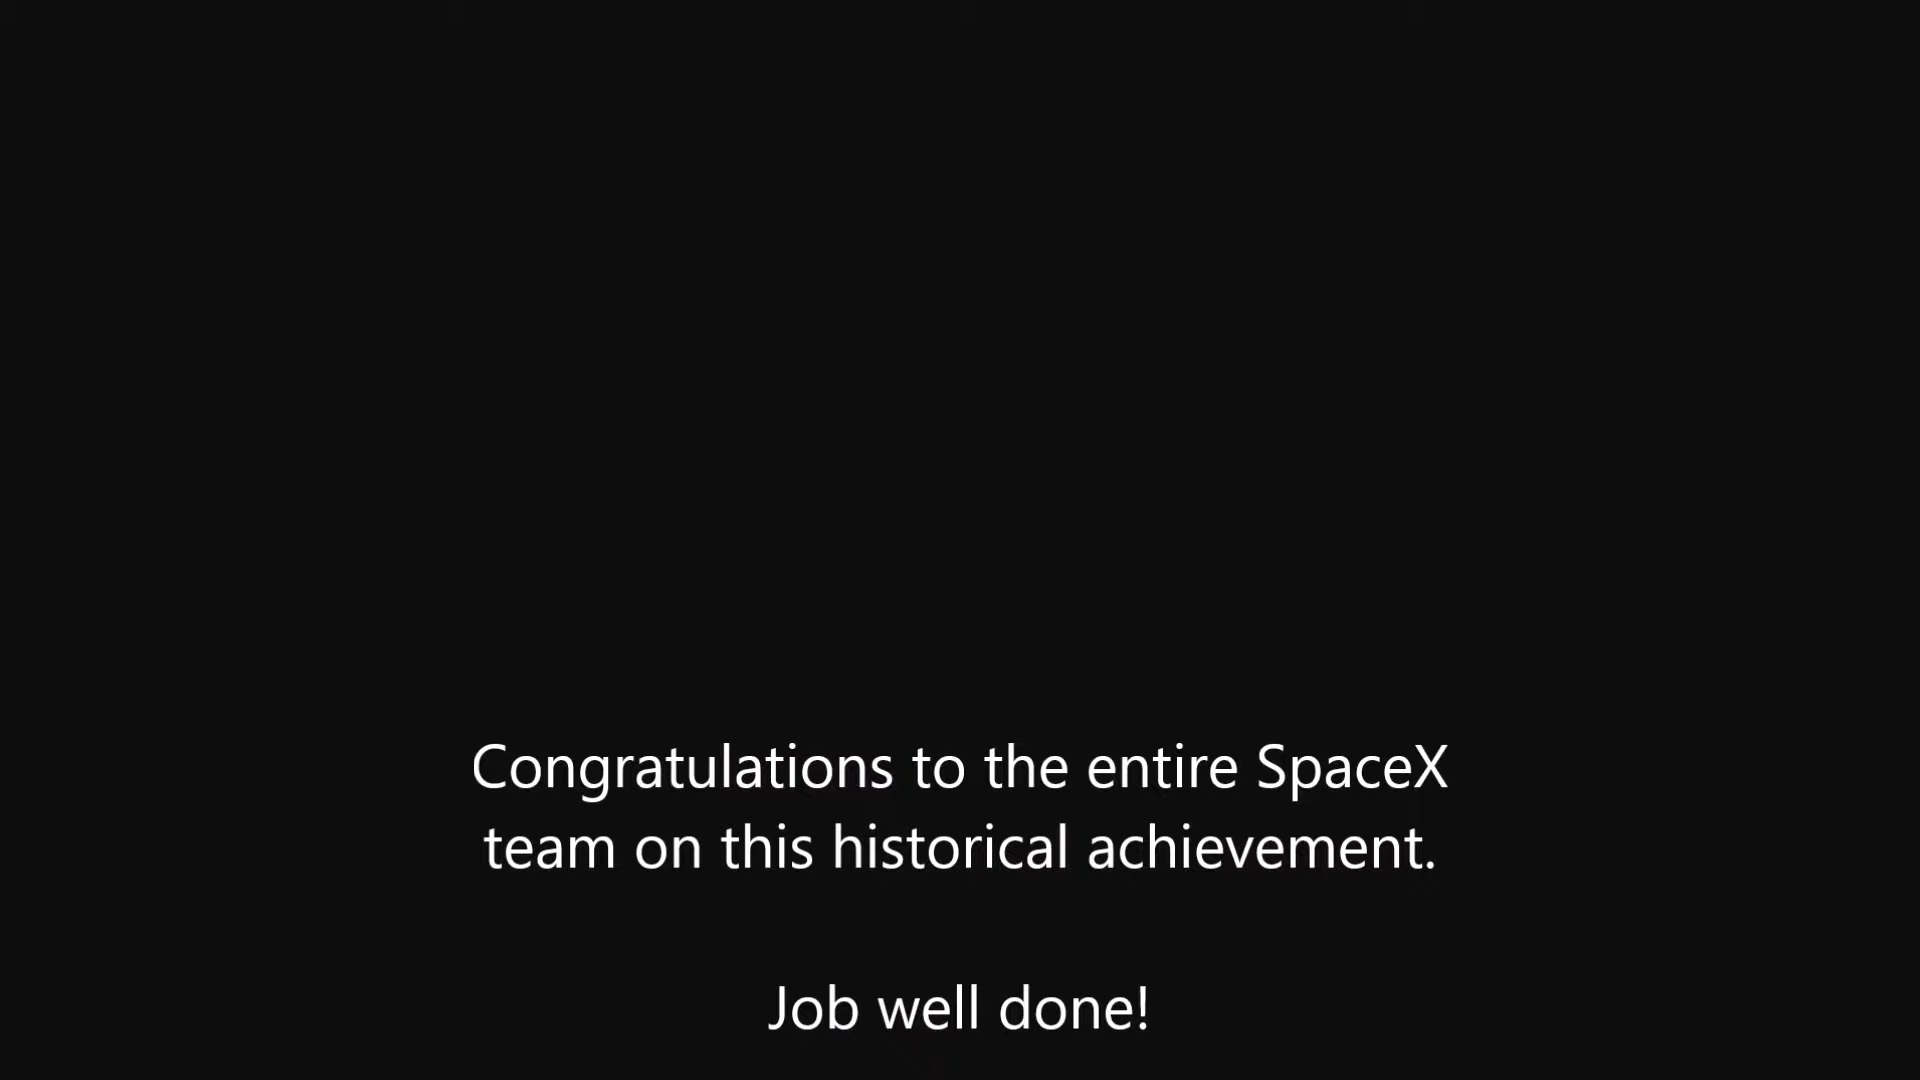 Congratulations to the entire SpaceX
team on this historical achievement.
Job well done!